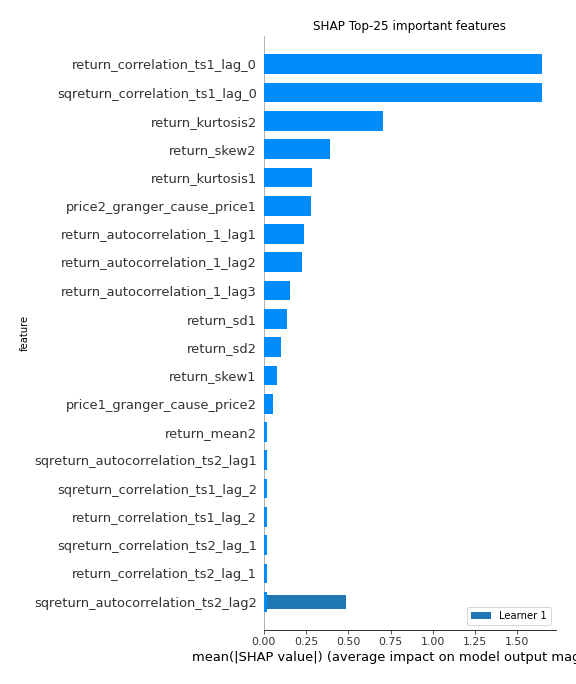 SHAP Top-25 important features
return_correlation_ts1_lag_0
sqreturn_correlation_ts1_lag_0
return_kurtosis2
return_skew2
return_kurtosis1
price2_granger_cause_price1
return_autocorrelation_1_lag1
return_autocorrelation_1_lag2
return_autocorrelation_1_lag3
return_sd1
return_sd2
return_skew1
price1_granger_cause_price2
return_mean2
sqreturn_autocorrelation_ts2_lag1
sqreturn_correlation_ts1_lag_2
return_correlation_ts1_lag_2
sqreturn_correlation_ts2_lag_1
return_correlation_ts2_lag_1
sqreturn_autocorrelation_ts2_lag2
feature
Learner 1
0.00 0.25 0.50 0.75 1.00 1.25 1.50
mean(|SHAP value|) (average impact on model output mag